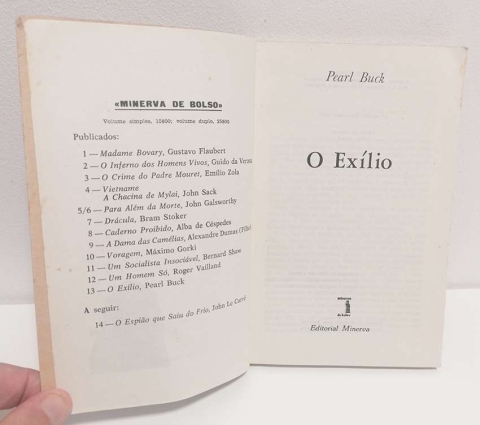 «MINERVA DE BOLSO»
Volume simples, 15$00; volume duplo, 25$00
Publicados:
1 — Madame Bovary, Gustavo Flaubert
2 — O Inferno dos Homens Vivos, Guido da Verona
3 — O Crime do Padre Mouret, Emílio Zola
4 — Vietname
A Chacina de Mylai, John Sack
5/6 — Para Além da Morte, John Galsworthy
7 — Drácula, Bram Stoker
8 — Caderno Proibido, Alba de Céspedes
9 — A Dama das Camélias, Alexandre Dumas (Filho)
10 — Voragem, Máximo Gorki
11 — Um Socialista Insociável, Bernard Shaw
12 — Um Homem Só, Roger Vailland
13 — O Exílio, Pearl Buck
A seguir:
14 — O Espião que Saiu do Frio, John Le Carré
Pearl Buck
O Exílio
minerva
de bolso
Editorial Minerva